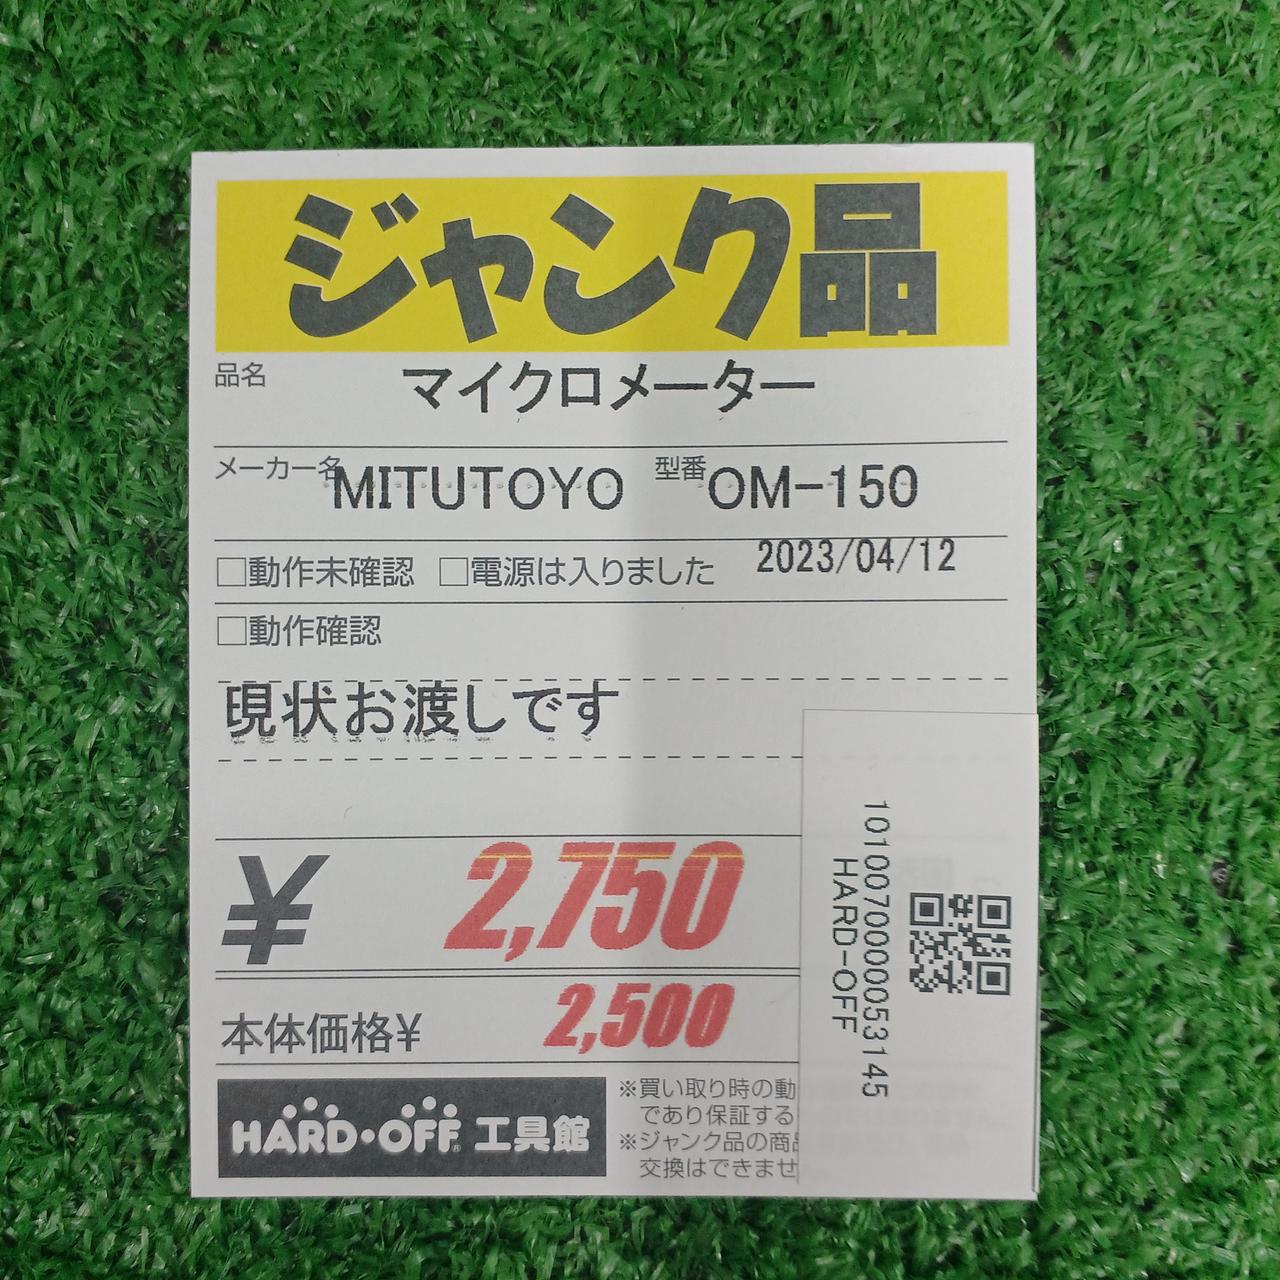 ジャンク品
品名 マイクロメーター
メーカー名 MITUTOYO 型番 OM-150
□動作未確認 □電源は入りました 2023/04/12
□動作確認
現状お渡しです
¥ 2,750
本体価格¥ 2,500
HARD・OFF® 工具館
※買い取り時の動
であり保証する
※ジャンク品の商品
交換はできませ
1010070000053145
HARD-OFF